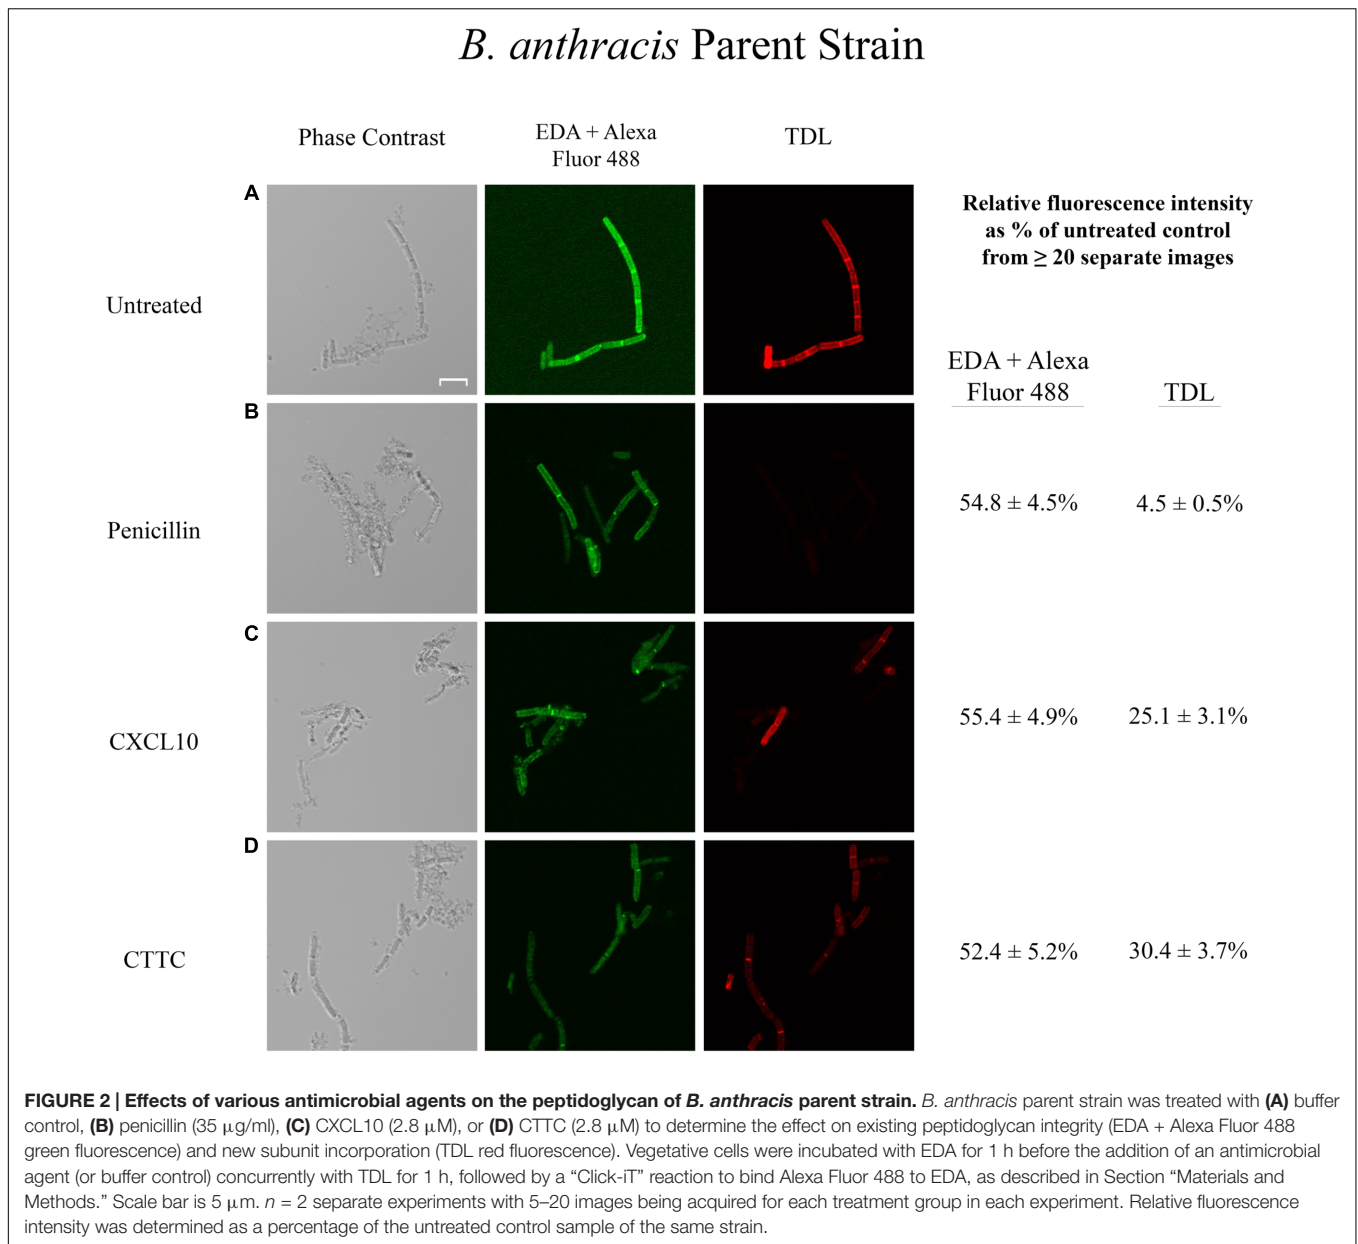 B. anthracis Parent Strain
Phase Contrast
EDA + Alexa
Fluor 488
TDL
Relative fluorescence intensity
as % of untreated control
from ≥ 20 separate images
EDA + Alexa
Fluor 488
TDL
A
Untreated
B
Penicillin
54.8 ± 4.5%
4.5 ± 0.5%
C
CXCL10
55.4 ± 4.9%
25.1 ± 3.1%
D
CTTC
52.4 ± 5.2%
30.4 ± 3.7%
FIGURE 2 | Effects of various antimicrobial agents on the peptidoglycan of B. anthracis parent strain. B. anthracis parent strain was treated with (A) buffer
control, (B) penicillin (35 μg/ml), (C) CXCL10 (2.8 μM), or (D) CTTC (2.8 μM) to determine the effect on existing peptidoglycan integrity (EDA + Alexa Fluor 488
green fluorescence) and new subunit incorporation (TDL red fluorescence). Vegetative cells were incubated with EDA for 1 h before the addition of an antimicrobial
agent (or buffer control) concurrently with TDL for 1 h, followed by a “Click-iT” reaction to bind Alexa Fluor 488 to EDA, as described in Section “Materials and
Methods.” Scale bar is 5 μm. n = 2 separate experiments with 5–20 images being acquired for each treatment group in each experiment. Relative fluorescence
intensity was determined as a percentage of the untreated control sample of the same strain.